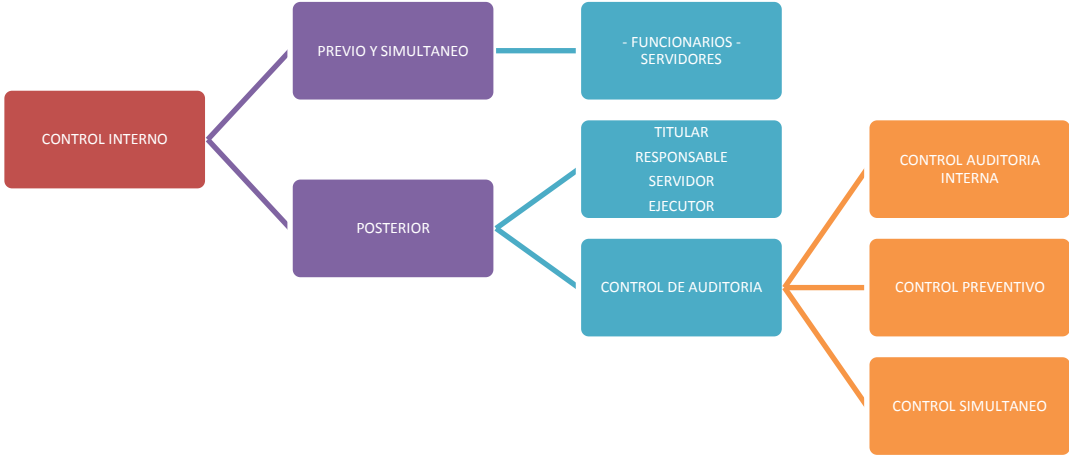 CONTROL INTERNO
PREVIO Y SIMULTANEO
- FUNCIONARIOS -
SERVIDORES
POSTERIOR
TITULAR
RESPONSABLE
SERVIDOR
EJECUTOR
CONTROL DE AUDITORIA
CONTROL AUDITORIA
INTERNA
CONTROL PREVENTIVO
CONTROL SIMULTANEO